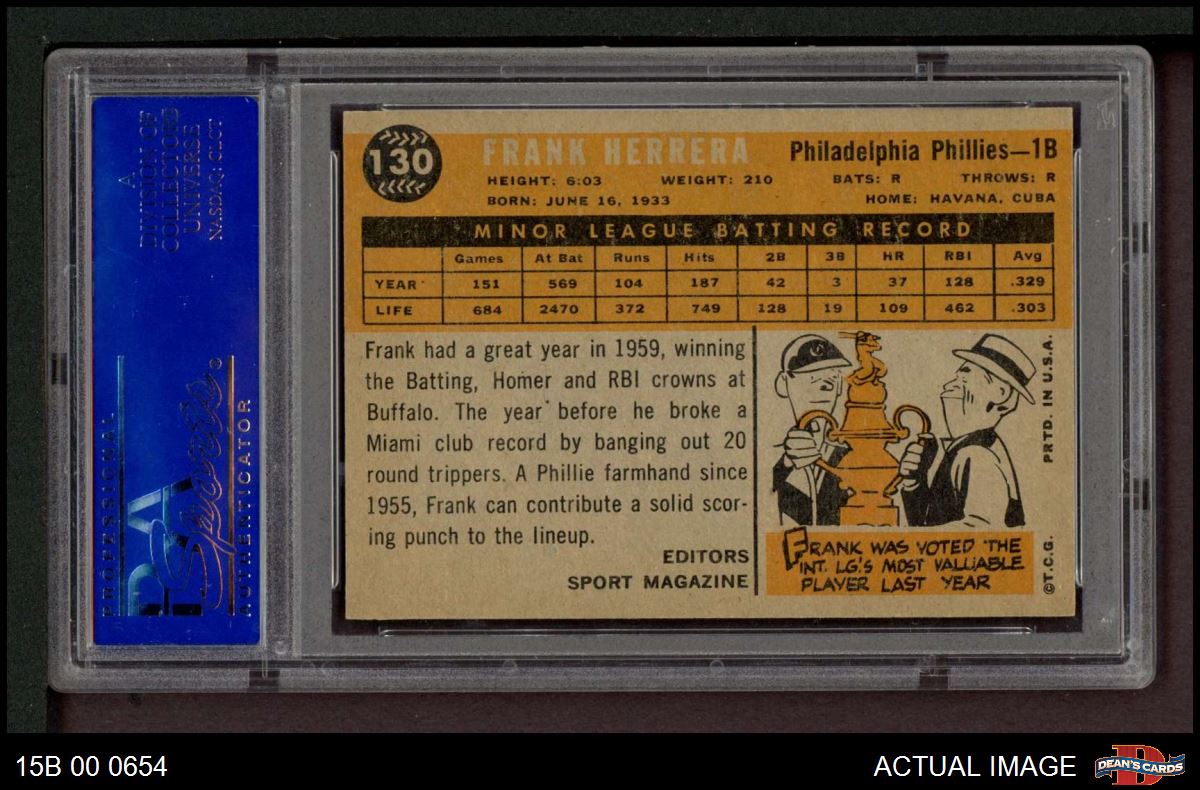 A
DIVISION OF
COLLECTORS
UNIVERSE
NASDAQ: CLCT
PROFESSIONAL
PSA
Sports
AUTHENTICATOR
130
FRANK HERRERA
Philadelphia Phillies—1B
HEIGHT: 6:03 WEIGHT: 210 BATS: R THROWS: R
BORN: JUNE 16, 1933 HOME: HAVANA, CUBA
MINOR LEAGUE BATTING RECORD
Games At Bat Runs Hits 2B 3B HR RBI Avg
YEAR 151 569 104 187 42 3 37 128 .329
LIFE 684 2470 372 749 128 19 109 462 .303
Frank had a great year in 1959, winning
the Batting, Homer and RBI crowns at
Buffalo. The year before he broke a
Miami club record by banging out 20
round trippers. A Phillie farmhand since
1955, Frank can contribute a solid scor-
ing punch to the lineup.
EDITORS
SPORT MAGAZINE
FRANK WAS VOTED THE
INT. LG.'S MOST VALUABLE
PLAYER LAST YEAR
©T.C.G. PRTD. IN U.S.A.
15B 00 0654
ACTUAL IMAGE
D
DEAN'S CARDS